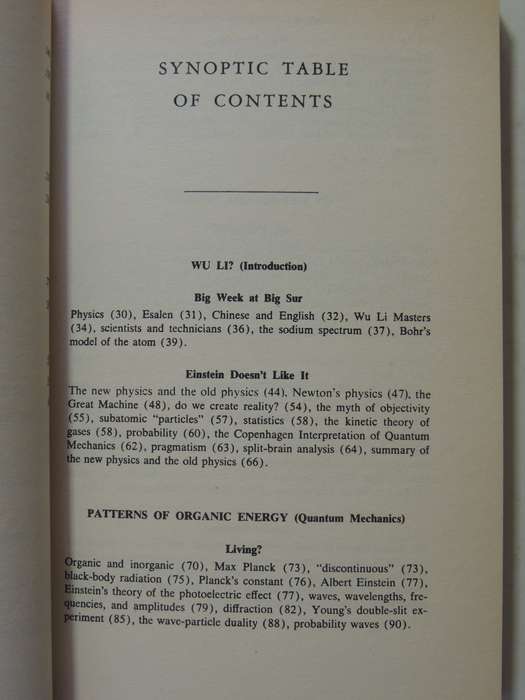 SYNOPTIC TABLE
OF CONTENTS
WU LI? (Introduction)
Big Week at Big Sur
Physics (30), Esalen (31), Chinese and English (32), Wu Li Masters
(34), scientists and technicians (36), the sodium spectrum (37), Bohr's
model of the atom (39).
Einstein Doesn't Like It
The new physics and the old physics (44), Newton's physics (47), the
Great Machine (48), do we create reality? (54), the myth of objectivity
(55), subatomic "particles" (57), statistics (58), the kinetic theory of
gases (58), probability (60), the Copenhagen Interpretation of Quantum
Mechanics (62), pragmatism (63), split-brain analysis (64), summary of
the new physics and the old physics (66).
PATTERNS OF ORGANIC ENERGY (Quantum Mechanics)
Living?
Organic and inorganic (70), Max Planck (73), "discontinuous" (73),
black-body radiation (75), Planck's constant (76), Albert Einstein (77),
Einstein's theory of the photoelectric effect (77), waves, wavelengths, fre-
quencies, and amplitudes (79), diffraction (82), Young's double-slit ex-
periment (85), the wave-particle duality (88), probability waves (90).